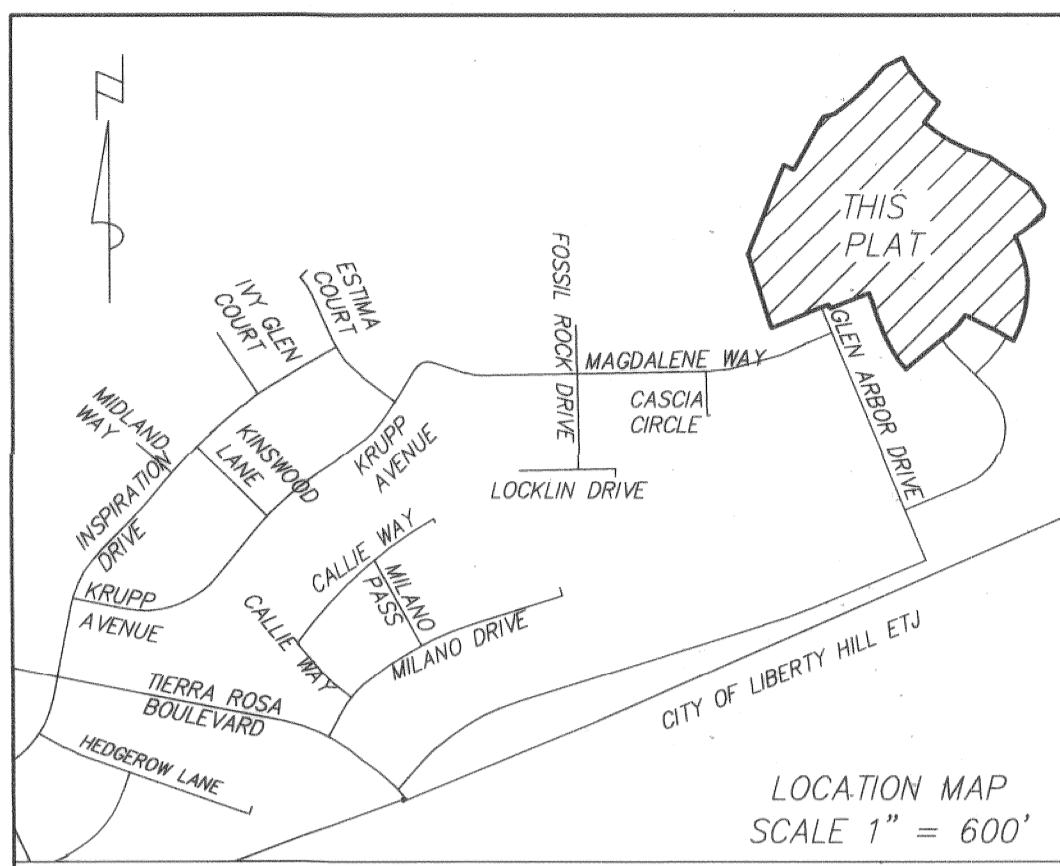 THIS
PLAT
FOSSIL ROCK DRIVE
ESTIMA
COURT
IVY GLEN
COURT
MAGDALENE WAY
GLEN ARBOR DRIVE
CASCIA
CIRCLE
MIDLAND
WAY
KINSWOOD
LANE
KRUPP
AVENUE
INSPIRATION
DRIVE
LOCKLIN DRIVE
CALLIE WAY
MILANO
PASS
KRUPP
AVENUE
CALLIE WAY
MILANO DRIVE
CITY OF LIBERTY HILL ETJ
TIERRA ROSA
BOULEVARD
HEDGEROW LANE
LOCATION MAP
SCALE 1" = 600'